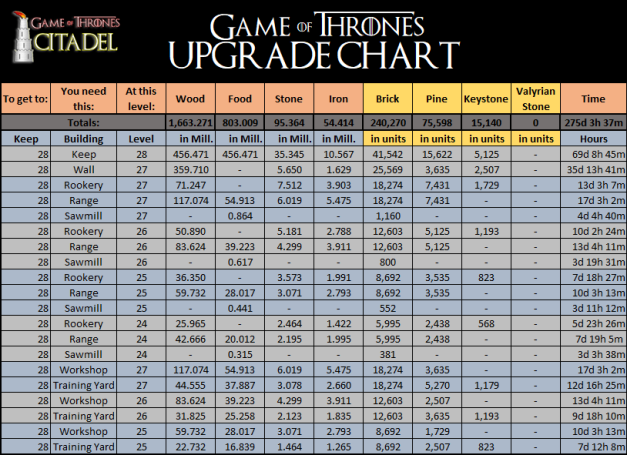 GAME OF THRONES
CITADEL
GAME OF THRONES
UPGRADE CHART
To get to: You need this: At this level: Wood Food Stone Iron Brick Pine Keystone Valyrian Stone Time
Totals: 1,663.271 803.009 95.364 54.414 240,270 75,598 15,140 0 275d 3h 37m
Keep Building Level in Mill. in Mill. in Mill. in Mill. in units in units in units in units Hours
28 Keep 28 456.471 456.471 35.345 10.567 41,542 15,622 5,125 - 69d 8h 45m
28 Wall 27 359.710 - 5.650 1.629 25,569 3,635 2,507 - 35d 13h 41m
28 Rookery 27 71.247 - 7.512 3.903 18,274 7,431 1,729 - 13d 3h 7m
28 Range 27 117.074 54.913 6.019 5.475 18,274 7,431 - - 17d 3h 2m
28 Sawmill 27 - 0.864 - - 1,160 - - - 4d 4h 40m
28 Rookery 26 50.890 - 5.181 2.788 12,603 5,125 1,193 - 10d 2h 24m
28 Range 26 83.624 39.223 4.299 3.911 12,603 5,125 - - 13d 4h 11m
28 Sawmill 26 - 0.617 - - 800 - - - 3d 19h 31m
28 Rookery 25 36.350 - 3.573 1.991 8,692 3,535 823 - 7d 18h 27m
28 Range 25 59.732 28.017 3.071 2.793 8,692 3,535 - - 10d 3h 13m
28 Sawmill 25 - 0.441 - - 552 - - - 3d 11h 12m
28 Rookery 24 25.965 - 2.464 1.422 5,995 2,438 568 - 5d 23h 26m
28 Range 24 42.666 20.012 2.195 1.995 5,995 2,438 - - 7d 19h 5m
28 Sawmill 24 - 0.315 - - 381 - - - 3d 3h 38m
28 Workshop 27 117.074 54.913 6.019 5.475 18,274 3,635 - - 17d 3h 2m
28 Training Yard 27 44.555 37.887 3.078 2.660 18,274 5,270 1,179 - 12d 16h 25m
28 Workshop 26 83.624 39.223 4.299 3.911 12,603 2,507 - - 13d 4h 11m
28 Training Yard 26 31.825 25.258 2.123 1.835 12,603 3,635 1,193 - 9d 18h 10m
28 Workshop 25 59.732 28.017 3.071 2.793 8,692 1,729 - - 10d 3h 13m
28 Training Yard 25 22.732 16.839 1.464 1.265 8,692 2,507 823 - 7d 12h 8m